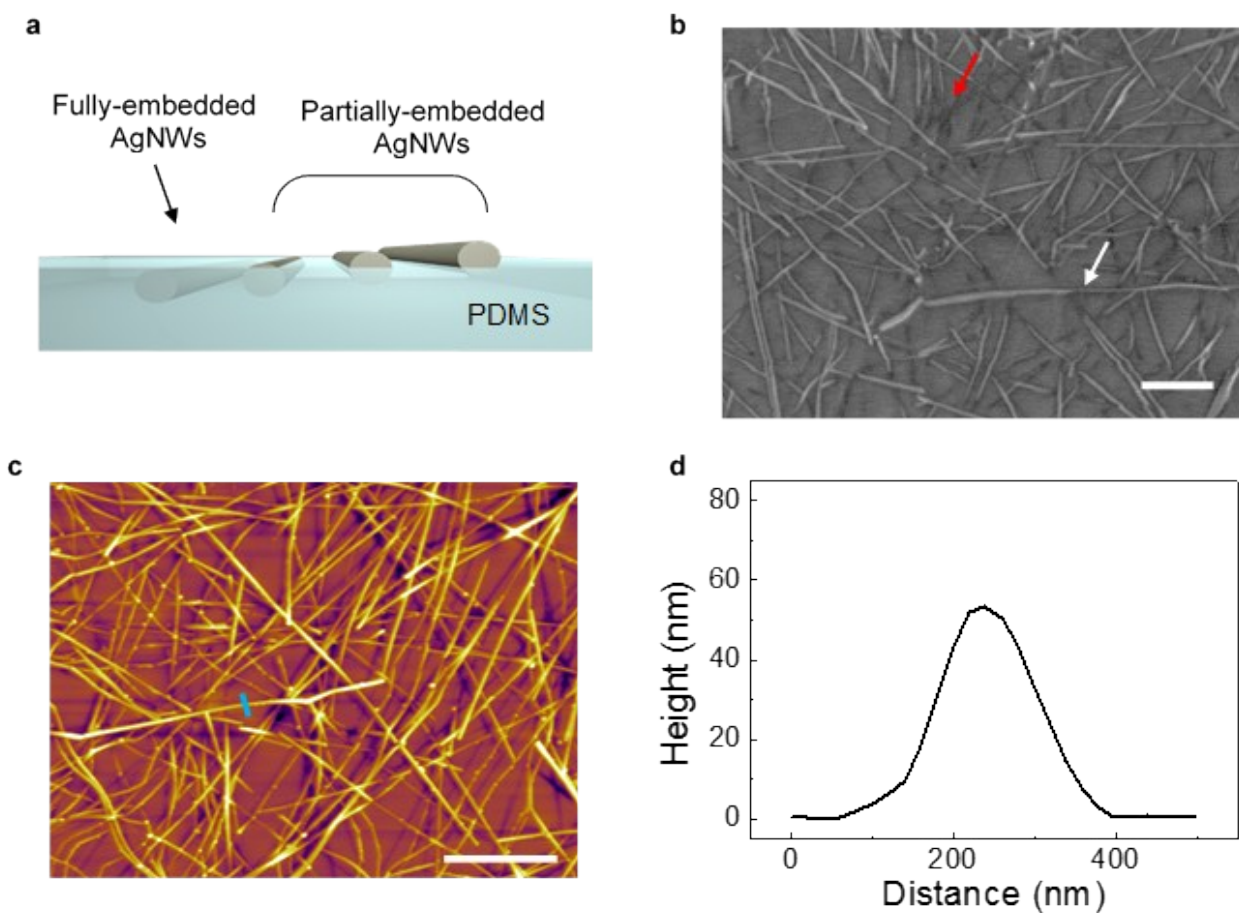 a
Fully-embedded
AgNWs
Partially-embedded
AgNWs
PDMS
b
c
d
80
60
40
20
0
Height (nm)
0
200
400
Distance (nm)